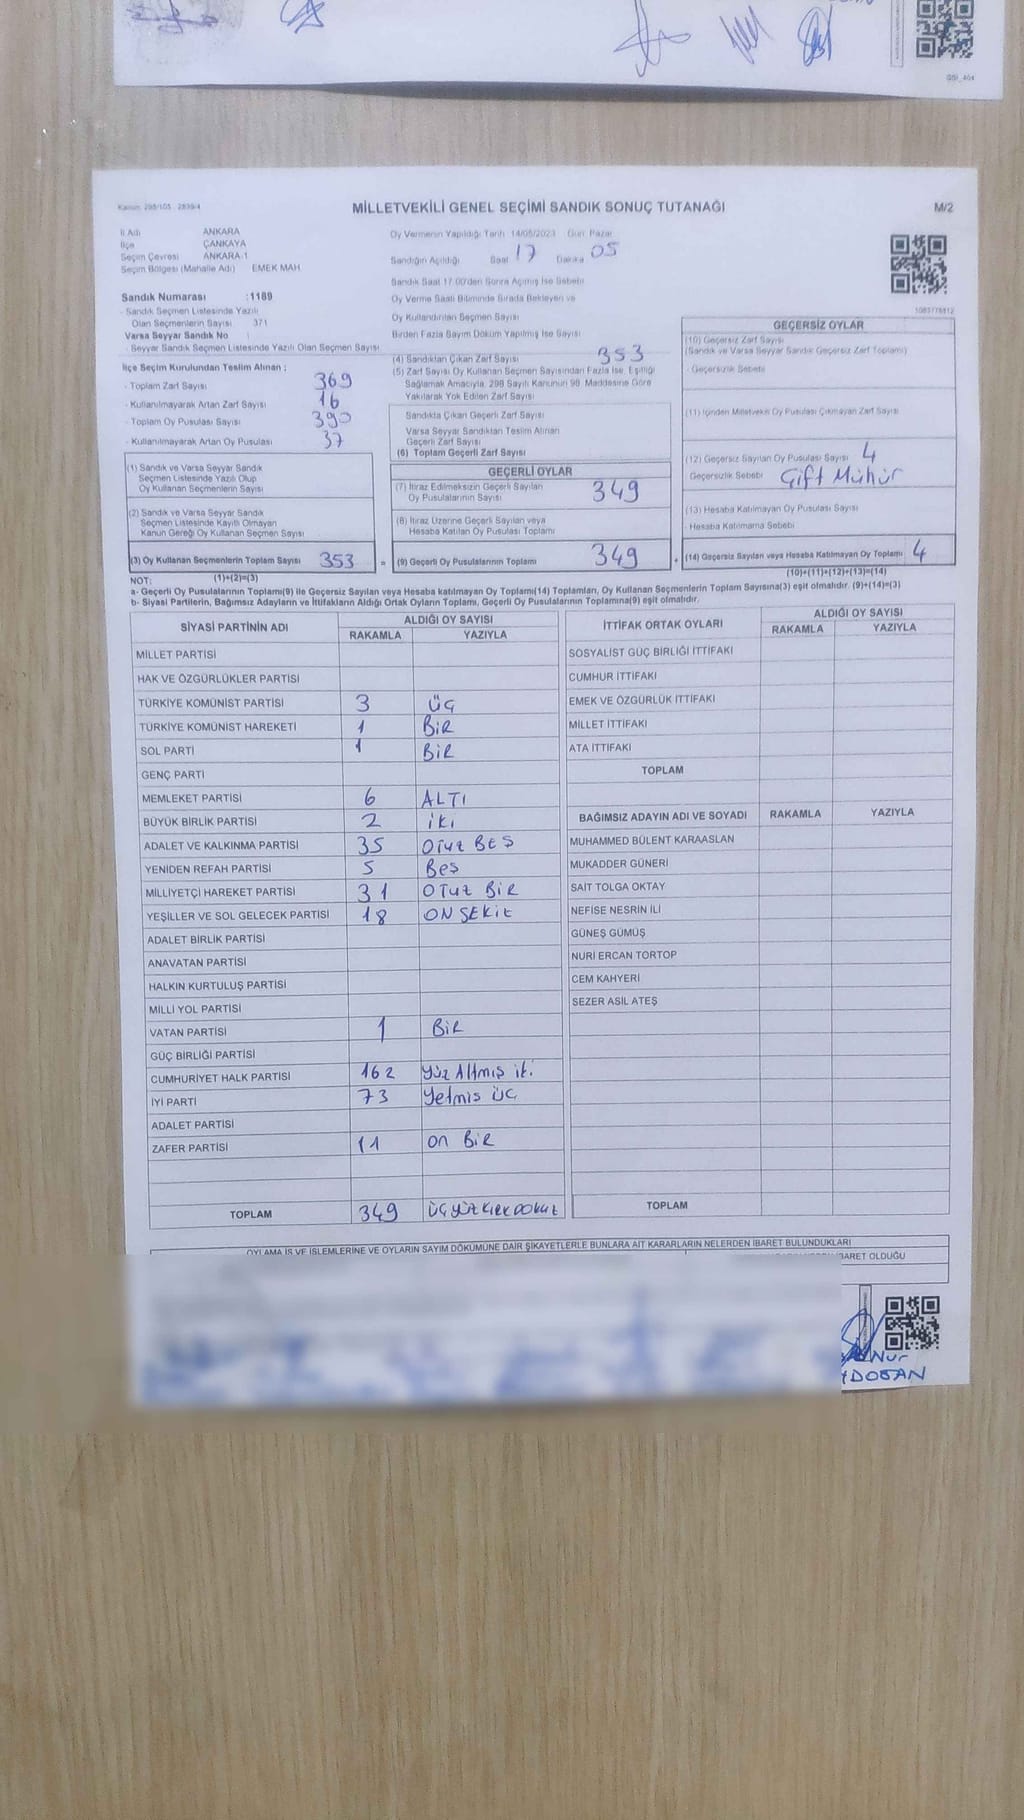 GSI_404
Kanun: 298/105 2839/4
MİLLETVEKİLİ GENEL SEÇİMİ SANDIK SONUÇ TUTANAĞI
M/2
İl Adı ANKARA
İlçe ÇANKAYA
Seçim Çevresi ANKARA-1
Seçim Bölgesi (Mahalle Adı) EMEK MAH
Oy Vermenin Yapıldığı Tarih 14/05/2023 Gün Pazar
Sandığın Açıldığı Saat 17 Dakika 05
Sandık Saat 17.00'den Sonra Açılmış İse Sebebi
Oy Verme Saati Bitiminde Sırada Bekleyen ve
Oy Kullandırılan Seçmen Sayısı
Birden Fazla Sayım Döküm Yapılmış İse Sayısı
Sandık Numarası :1189
- Sandık Seçmen Listesinde Yazılı
Olan Seçmenlerin Sayısı 371
Varsa Seyyar Sandık No
- Seyyar Sandık Seçmen Listesinde Yazılı Olan Seçmen Sayısı
İlçe Seçim Kurulundan Teslim Alınan :
- Toplam Zarf Sayısı 369
- Kullanılmayarak Artan Zarf Sayısı 16
- Toplam Oy Pusulası Sayısı 390
- Kullanılmayarak Artan Oy Pusulası 37
(4) Sandıktan Çıkan Zarf Sayısı 353
(5) Zarf Sayısı Oy Kullanan Seçmen Sayısından Fazla İse, Eşitliği
Sağlamak Amacıyla, 298 Sayılı Kanunun 98. Maddesine Göre
Yakılarak Yok Edilen Zarf Sayısı
Sandıkta Çıkan Geçerli Zarf Sayısı
Varsa Seyyar Sandıktan Teslim Alınan
Geçerli Zarf Sayısı
(6) Toplam Geçerli Zarf Sayısı
1083776812
GEÇERSİZ OYLAR
(10) Geçersiz Zarf Sayısı
(Sandık ve Varsa Seyyar Sandık Geçersiz Zarf Toplamı)
- Geçersizlik Sebebi
(11) İçinden Milletvekili Oy Pusulası Çıkmayan Zarf Sayısı
(12) Geçersiz Sayılan Oy Pusulası Sayısı 4
Geçersizlik Sebebi Çift Mühür
(13) Hesaba Katılmayan Oy Pusulası Sayısı
- Hesaba Katılmama Sebebi
(1) Sandık ve Varsa Seyyar Sandık
Seçmen Listesinde Yazılı Olup
Oy Kullanan Seçmenlerin Sayısı
(2) Sandık ve Varsa Seyyar Sandık
Seçmen Listesinde Kayıtlı Olmayan
Kanun Gereği Oy Kullanan Seçmen Sayısı
GEÇERLİ OYLAR
(7) İtiraz Edilmeksizin Geçerli Sayılan
Oy Pusulalarının Sayısı 349
(8) İtiraz Üzerine Geçerli Sayılan veya
Hesaba Katılan Oy Pusulası Toplamı
(3) Oy Kullanan Seçmenlerin Toplam Sayısı 353 = (9) Geçerli Oy Pusulalarının Toplamı 349 + (14) Geçersiz Sayılan veya Hesaba Katılmayan Oy Toplamı 4
NOT: (1)+(2)=(3) (10)+(11)+(12)+(13)=(14)
a- Geçerli Oy Pusulalarının Toplamı(9) ile Geçersiz Sayılan veya Hesaba katılmayan Oy Toplamı(14) Toplamları, Oy Kullanan Seçmenlerin Toplam Sayısına(3) eşit olmalıdır. (9)+(14)=(3)
b- Siyasi Partilerin, Bağımsız Adayların ve İttifakların Aldığı Ortak Oyların Toplamı, Geçerli Oy Pusulalarının Toplamına(9) eşit olmalıdır.
SİYASİ PARTİNİN ADI ALDIĞI OY SAYISI
RAKAMLA YAZIYLA
MİLLET PARTİSİ
HAK VE ÖZGÜRLÜKLER PARTİSİ
TÜRKİYE KOMÜNİST PARTİSİ 3 ÜÇ
TÜRKİYE KOMÜNİST HAREKETİ 1 BİR
SOL PARTİ 1 BİR
GENÇ PARTİ
MEMLEKET PARTİSİ 6 ALTI
BÜYÜK BİRLİK PARTİSİ 2 İKİ
ADALET VE KALKINMA PARTİSİ 35 OTUZ BEŞ
YENİDEN REFAH PARTİSİ 5 BEŞ
MİLLİYETÇİ HAREKET PARTİSİ 31 OTUZ BİR
YEŞİLLER VE SOL GELECEK PARTİSİ 18 ON SEKİZ
ADALET BİRLİK PARTİSİ
ANAVATAN PARTİSİ
HALKIN KURTULUŞ PARTİSİ
MİLLİ YOL PARTİSİ
VATAN PARTİSİ 1 BİR
GÜÇ BİRLİĞİ PARTİSİ
CUMHURİYET HALK PARTİSİ 162 Yüz Altmış iki
İYİ PARTİ 73 Yetmiş üç
ADALET PARTİSİ
ZAFER PARTİSİ 11 on BİR
TOPLAM 349 ÜÇ YÜZ KIRK DOKUZ
İTTİFAK ORTAK OYLARI ALDIĞI OY SAYISI
RAKAMLA YAZIYLA
SOSYALİST GÜÇ BİRLİĞİ İTTİFAKI
CUMHUR İTTİFAKI
EMEK VE ÖZGÜRLÜK İTTİFAKI
MİLLET İTTİFAKI
ATA İTTİFAKI
TOPLAM
BAĞIMSIZ ADAYIN ADI VE SOYADI RAKAMLA YAZIYLA
MUHAMMED BÜLENT KARAASLAN
MUKADDER GÜNERİ
SAİT TOLGA OKTAY
NEFİSE NESRİN İLİ
GÜNEŞ GÜMÜŞ
NURİ ERCAN TORTOP
CEM KAHYERİ
SEZER ASİL ATEŞ
TOPLAM
OYLAMA İŞ VE İŞLEMLERİNE VE OYLARIN SAYIM DÖKÜMÜNE DAİR ŞİKAYETLERLE BUNLARA AİT KARARLARIN NELERDEN İBARET BULUNDUKLARI
İBARET OLDUĞU
Nur